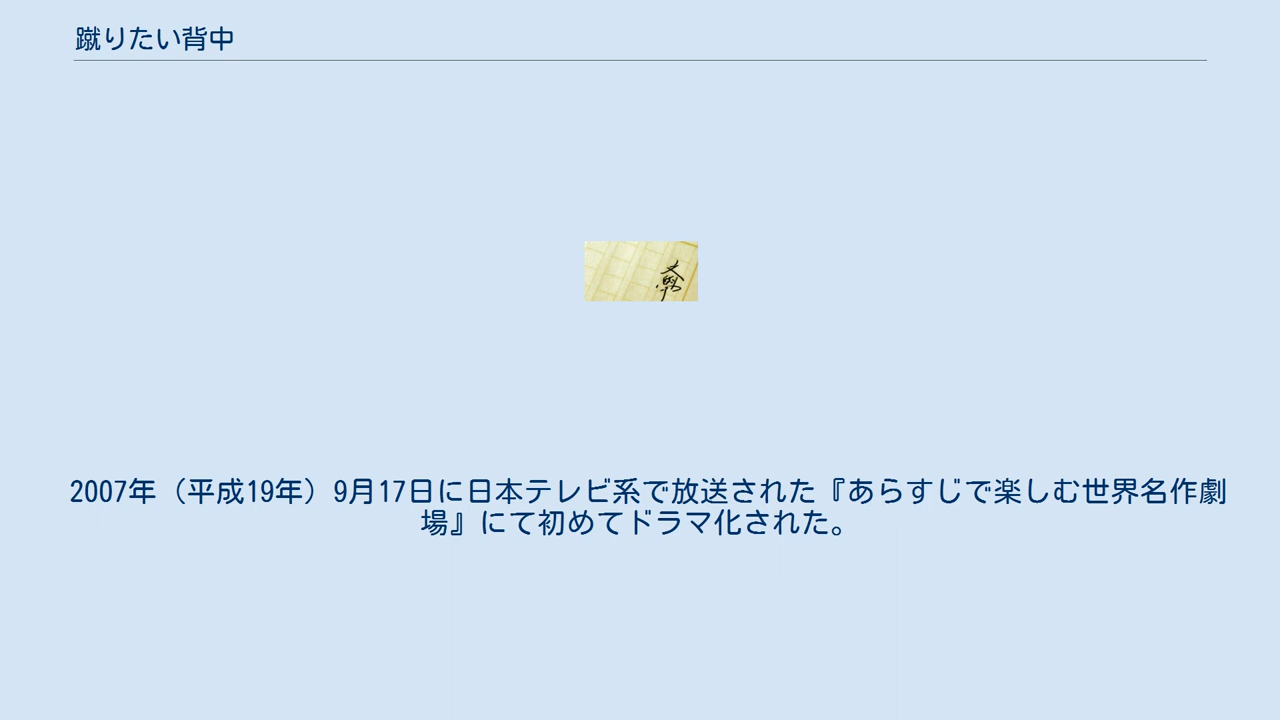 蹴りたい背中
2007年（平成19年）9月17日に日本テレビ系で放送された『あらすじで楽しむ世界名作劇
場』にて初めてドラマ化された。